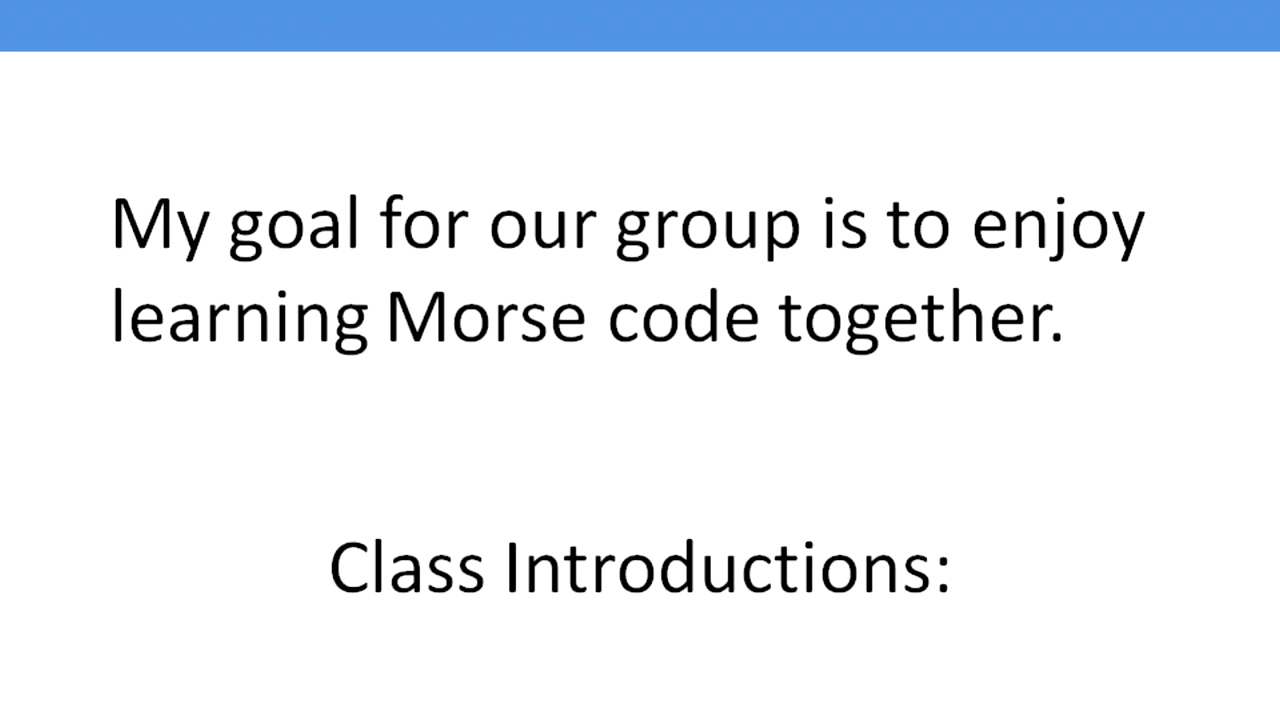 My goal for our group is to enjoy
learning Morse code together.
Class Introductions: